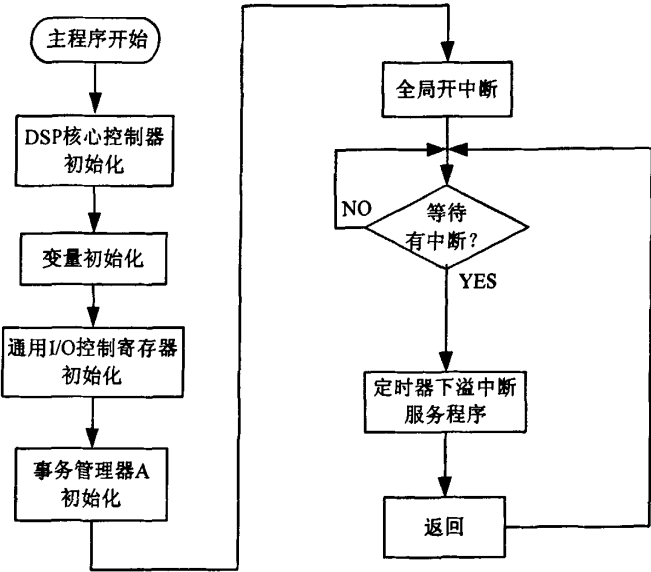 主程序开始
DSP核心控制器
初始化
变量初始化
通用I/O控制寄存器
初始化
事务管理器A
初始化
全局开中断
等待
有中断？
NO
YES
定时器下溢中断
服务程序
返回